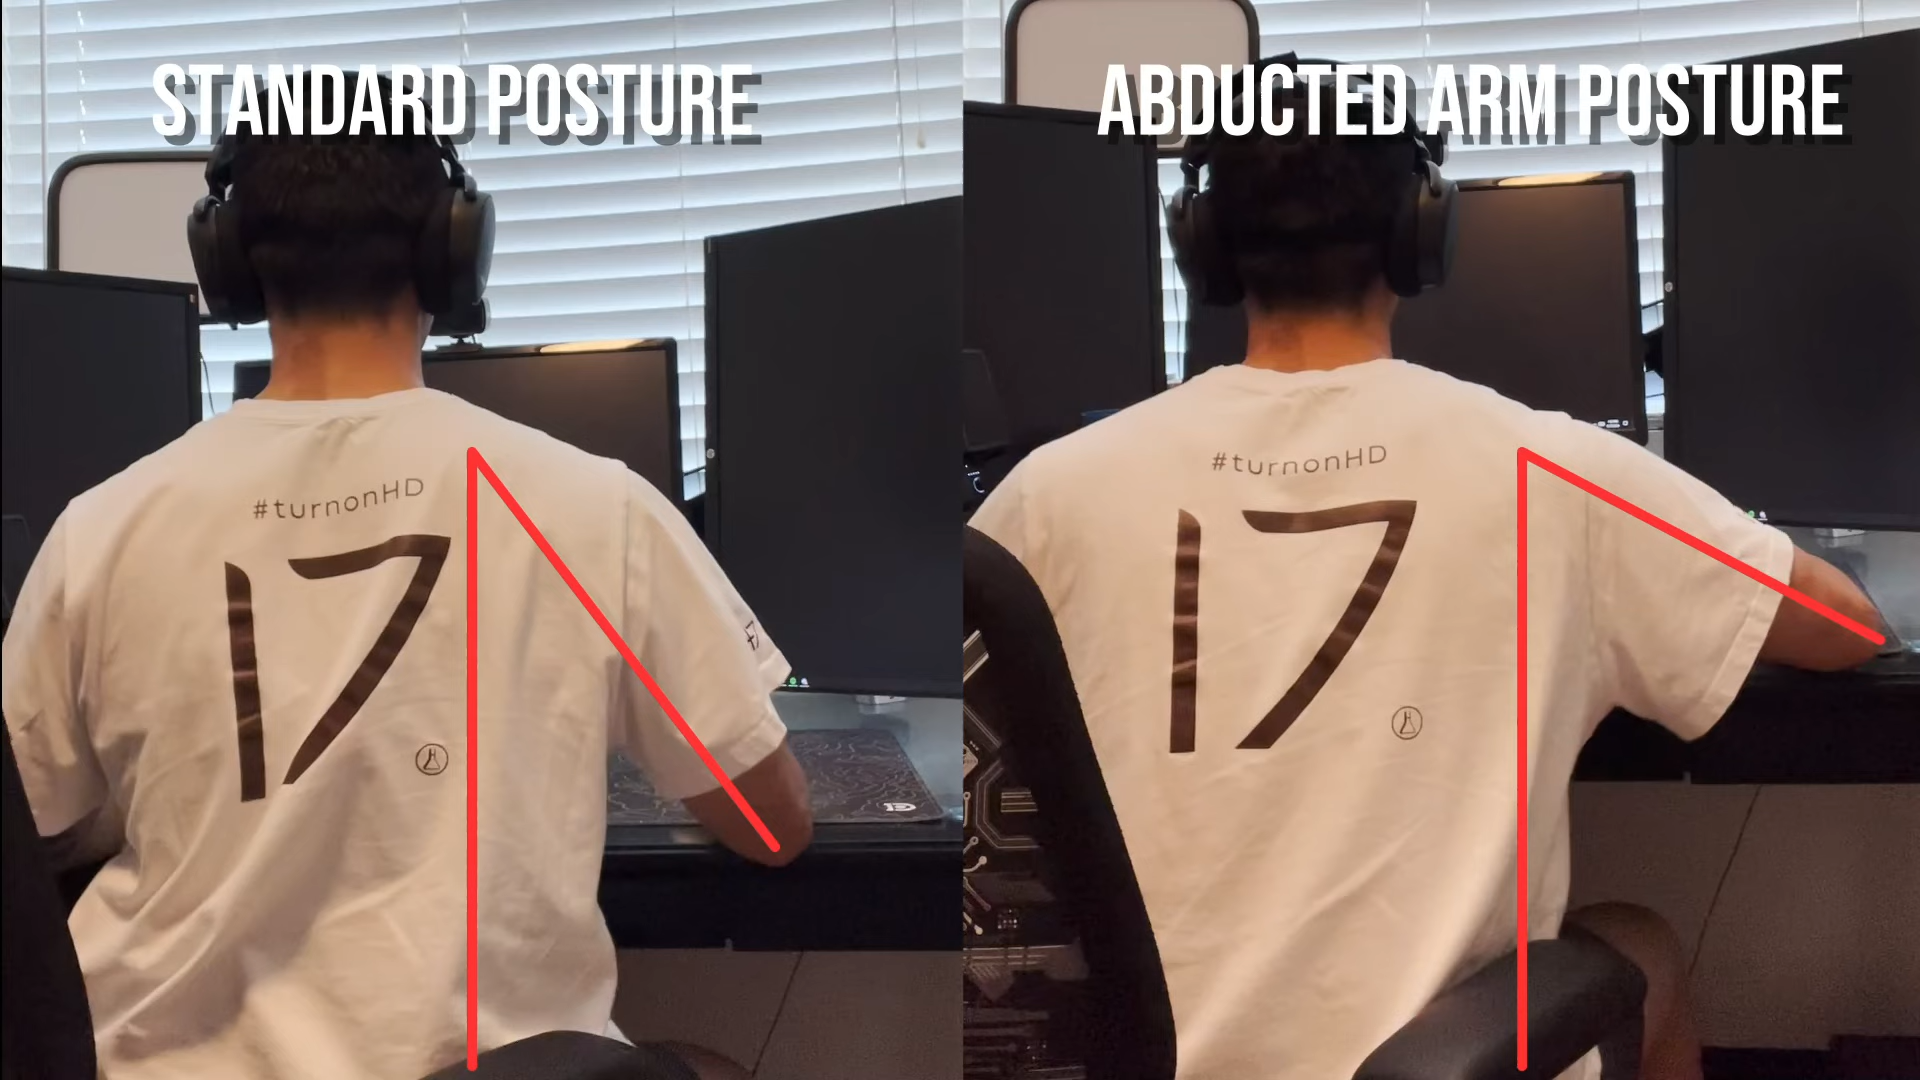 STANDARD POSTURE
#turnonHD
17
ABDUCTED ARM POSTURE
#turnonHD
17